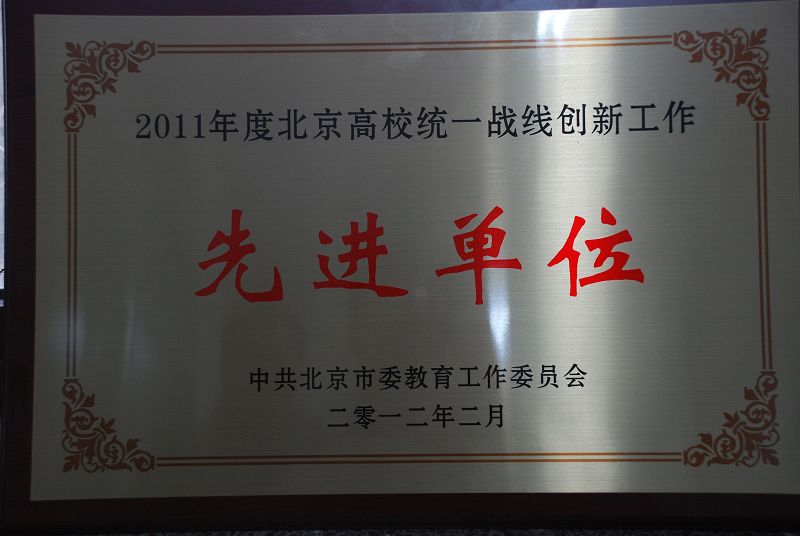 2011年度北京高校统一战线创新工作
先进单位
中共北京市委教育工作委员会
二零一二年二月